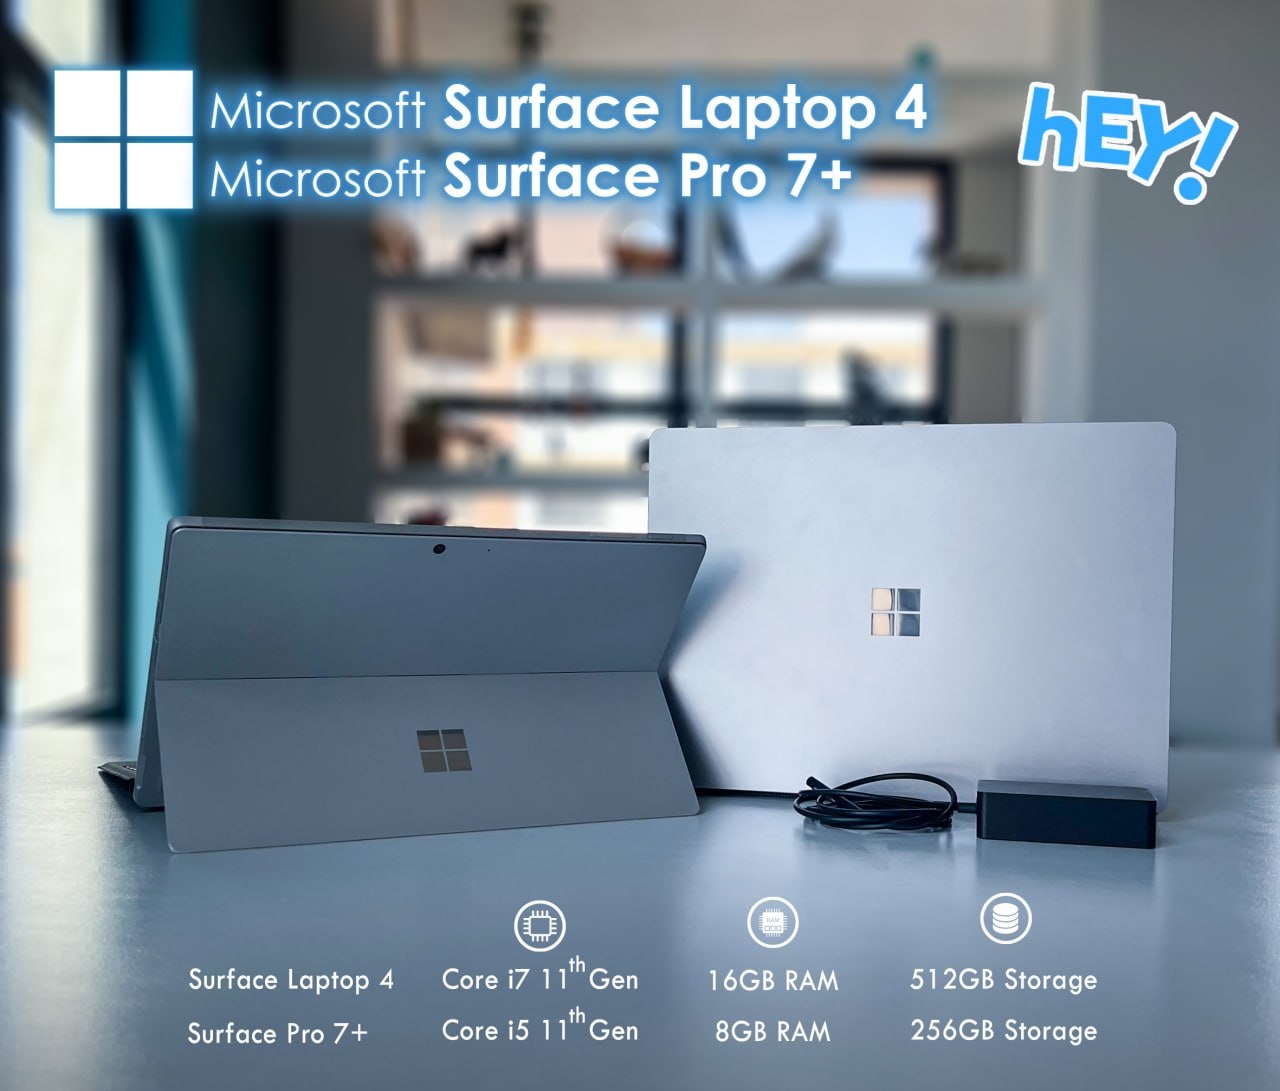 Microsoft Surface Laptop 4
Microsoft Surface Pro 7+
hEY!
RAM
Surface Laptop 4 Core i7 11th Gen 16GB RAM 512GB Storage
Surface Pro 7+ Core i5 11th Gen 8GB RAM 256GB Storage